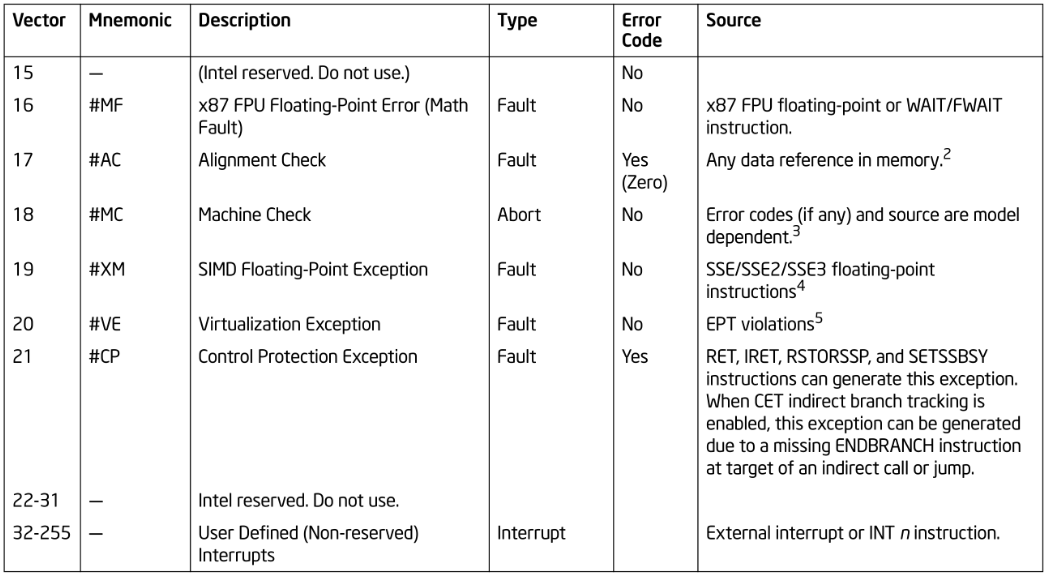 Vector Mnemonic Description Type Error Code Source
15 — (Intel reserved. Do not use.) No
16 #MF x87 FPU Floating-Point Error (Math Fault) Fault No x87 FPU floating-point or WAIT/FWAIT instruction.
17 #AC Alignment Check Fault Yes (Zero) Any data reference in memory.2
18 #MC Machine Check Abort No Error codes (if any) and source are model dependent.3
19 #XM SIMD Floating-Point Exception Fault No SSE/SSE2/SSE3 floating-point instructions4
20 #VE Virtualization Exception Fault No EPT violations5
21 #CP Control Protection Exception Fault Yes RET, IRET, RSTORSSP, and SETSSBSY
instructions can generate this exception.
When CET indirect branch tracking is
enabled, this exception can be generated
due to a missing ENDBRANCH instruction
at target of an indirect call or jump.
22-31 — Intel reserved. Do not use.
32-255 — User Defined (Non-reserved) Interrupts Interrupt External interrupt or INT n instruction.